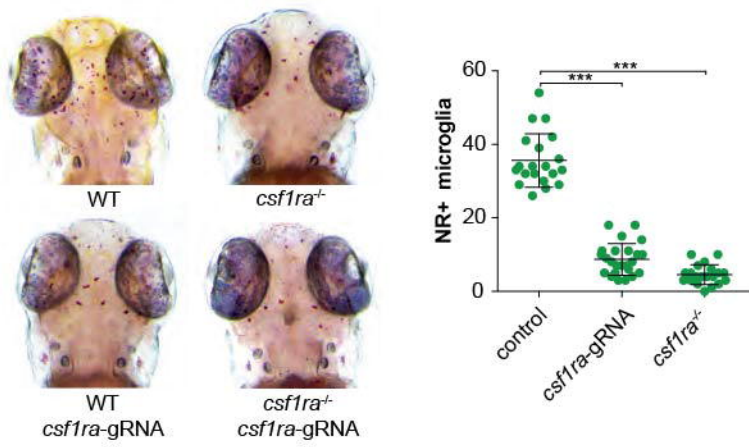 WT
csf1ra-/-
WT
csf1ra-gRNA
csf1ra-/-
csf1ra-gRNA
NR+ microglia
60
40
20
0
***
***
control
csf1ra-gRNA
csf1ra-/-